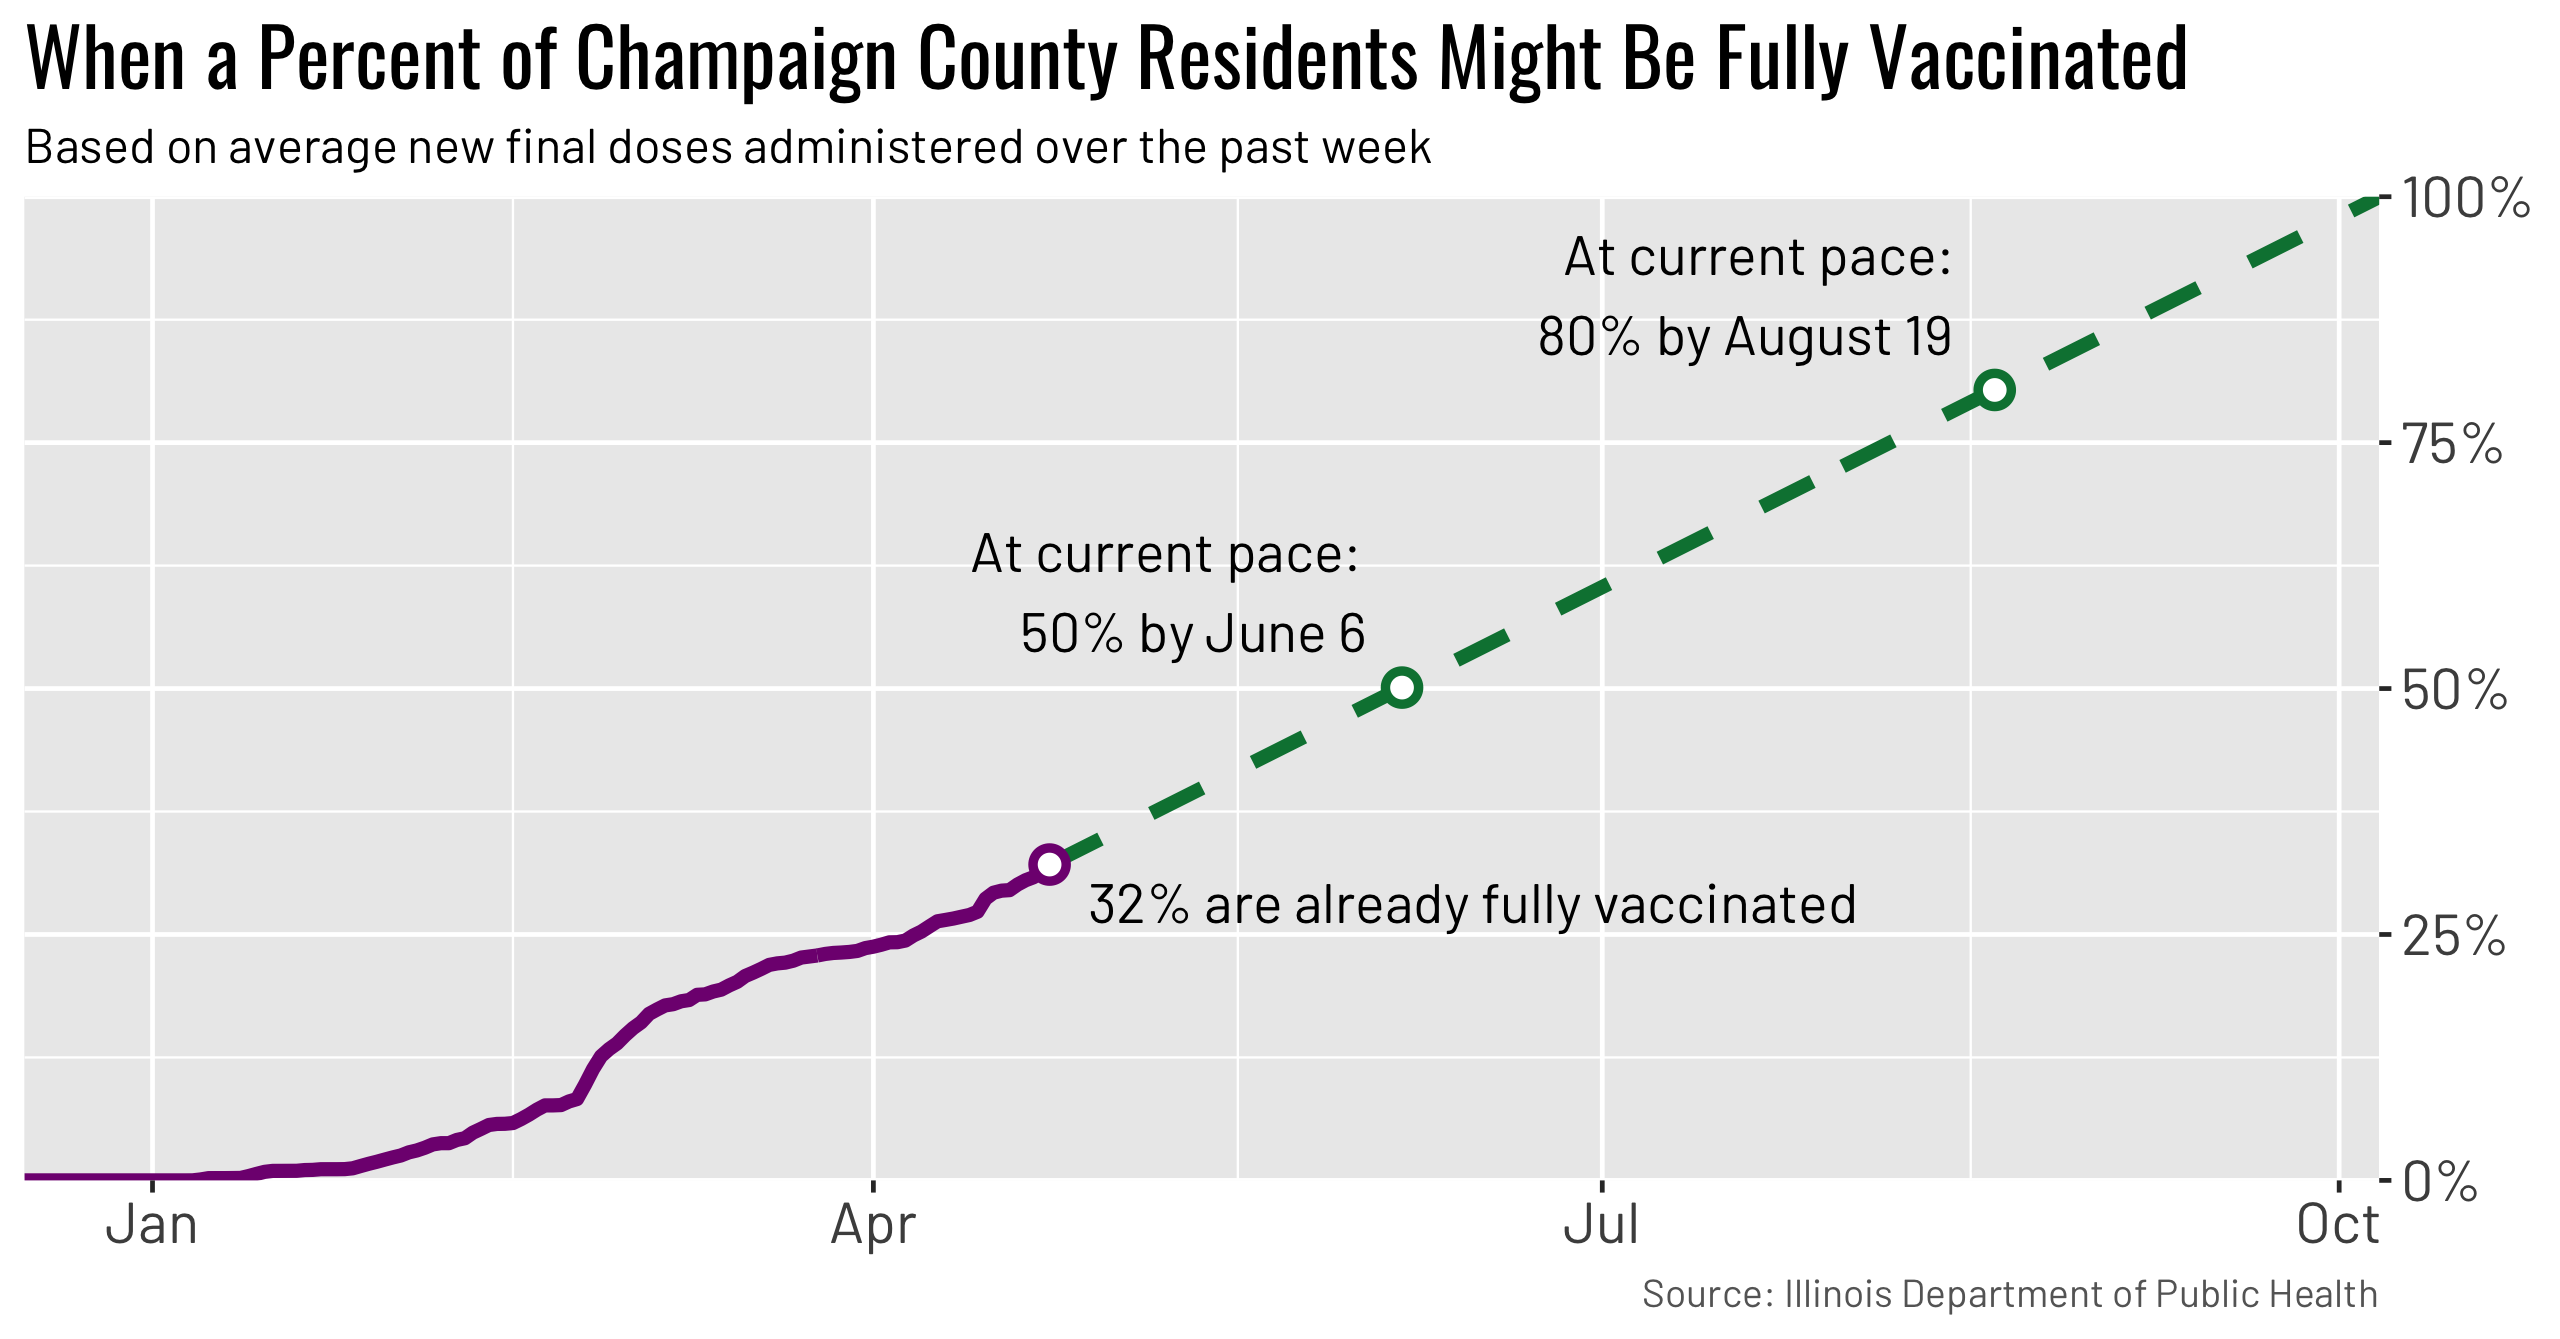 When a Percent of Champaign County Residents Might Be Fully Vaccinated
Based on average new final doses administered over the past week
100%
At current pace:
80% by August 19
75%
At current pace:
50% by June 6
50%
32% are already fully vaccinated
25%
0%
Jan
Apr
Jul
Oct
Source: Illinois Department of Public Health